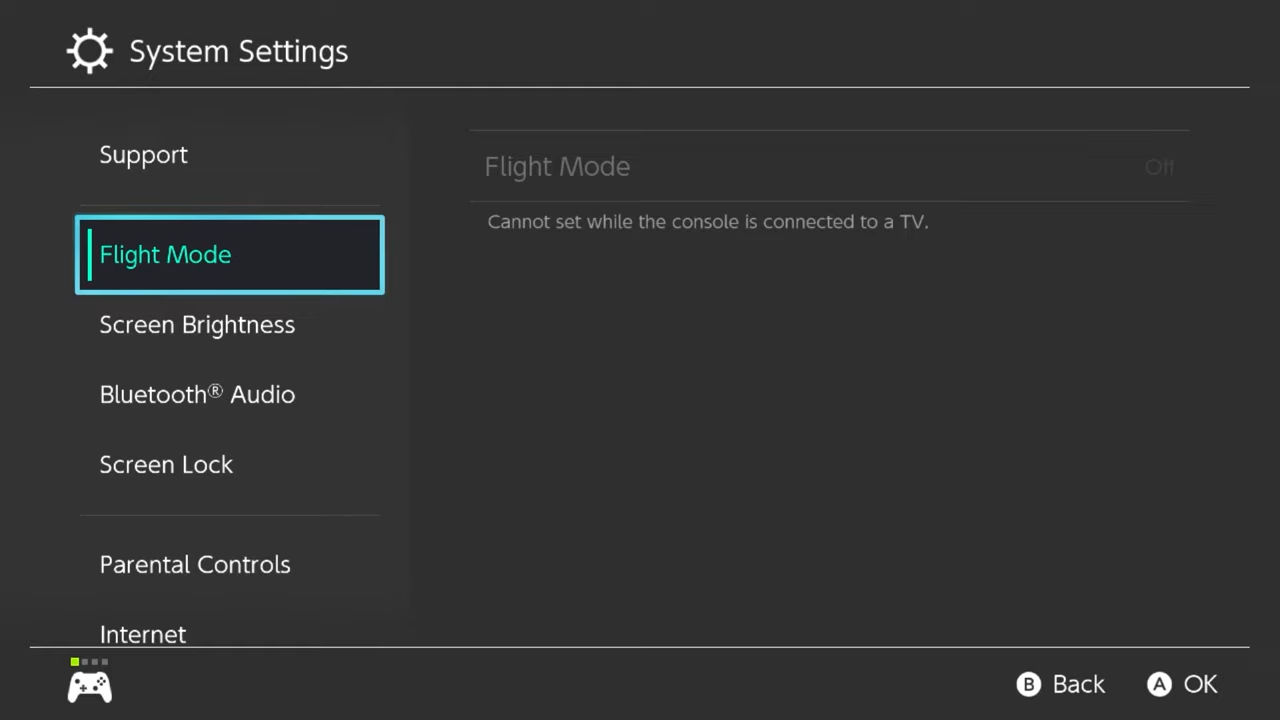 System Settings
Support
Flight Mode
Screen Brightness
Bluetooth® Audio
Screen Lock
Parental Controls
Internet
Flight Mode Off
Cannot set while the console is connected to a TV.
B Back A OK